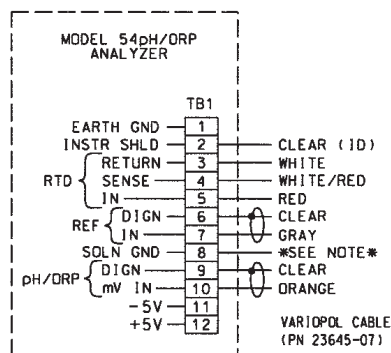 MODEL 54pH/ORP
ANALYZER
TB1
EARTH GND 1
INSTR SHLD 2 CLEAR (ID)
RETURN 3 WHITE
RTD SENSE 4 WHITE/RED
IN 5 RED
DIGN 6 CLEAR
REF IN 7 GRAY
SOLN GND 8 *SEE NOTE*
DIGN 9 CLEAR
pH/ORP mV IN 10 ORANGE
-5V 11
+5V 12
VARIOPOL CABLE
(PN 23645-07)